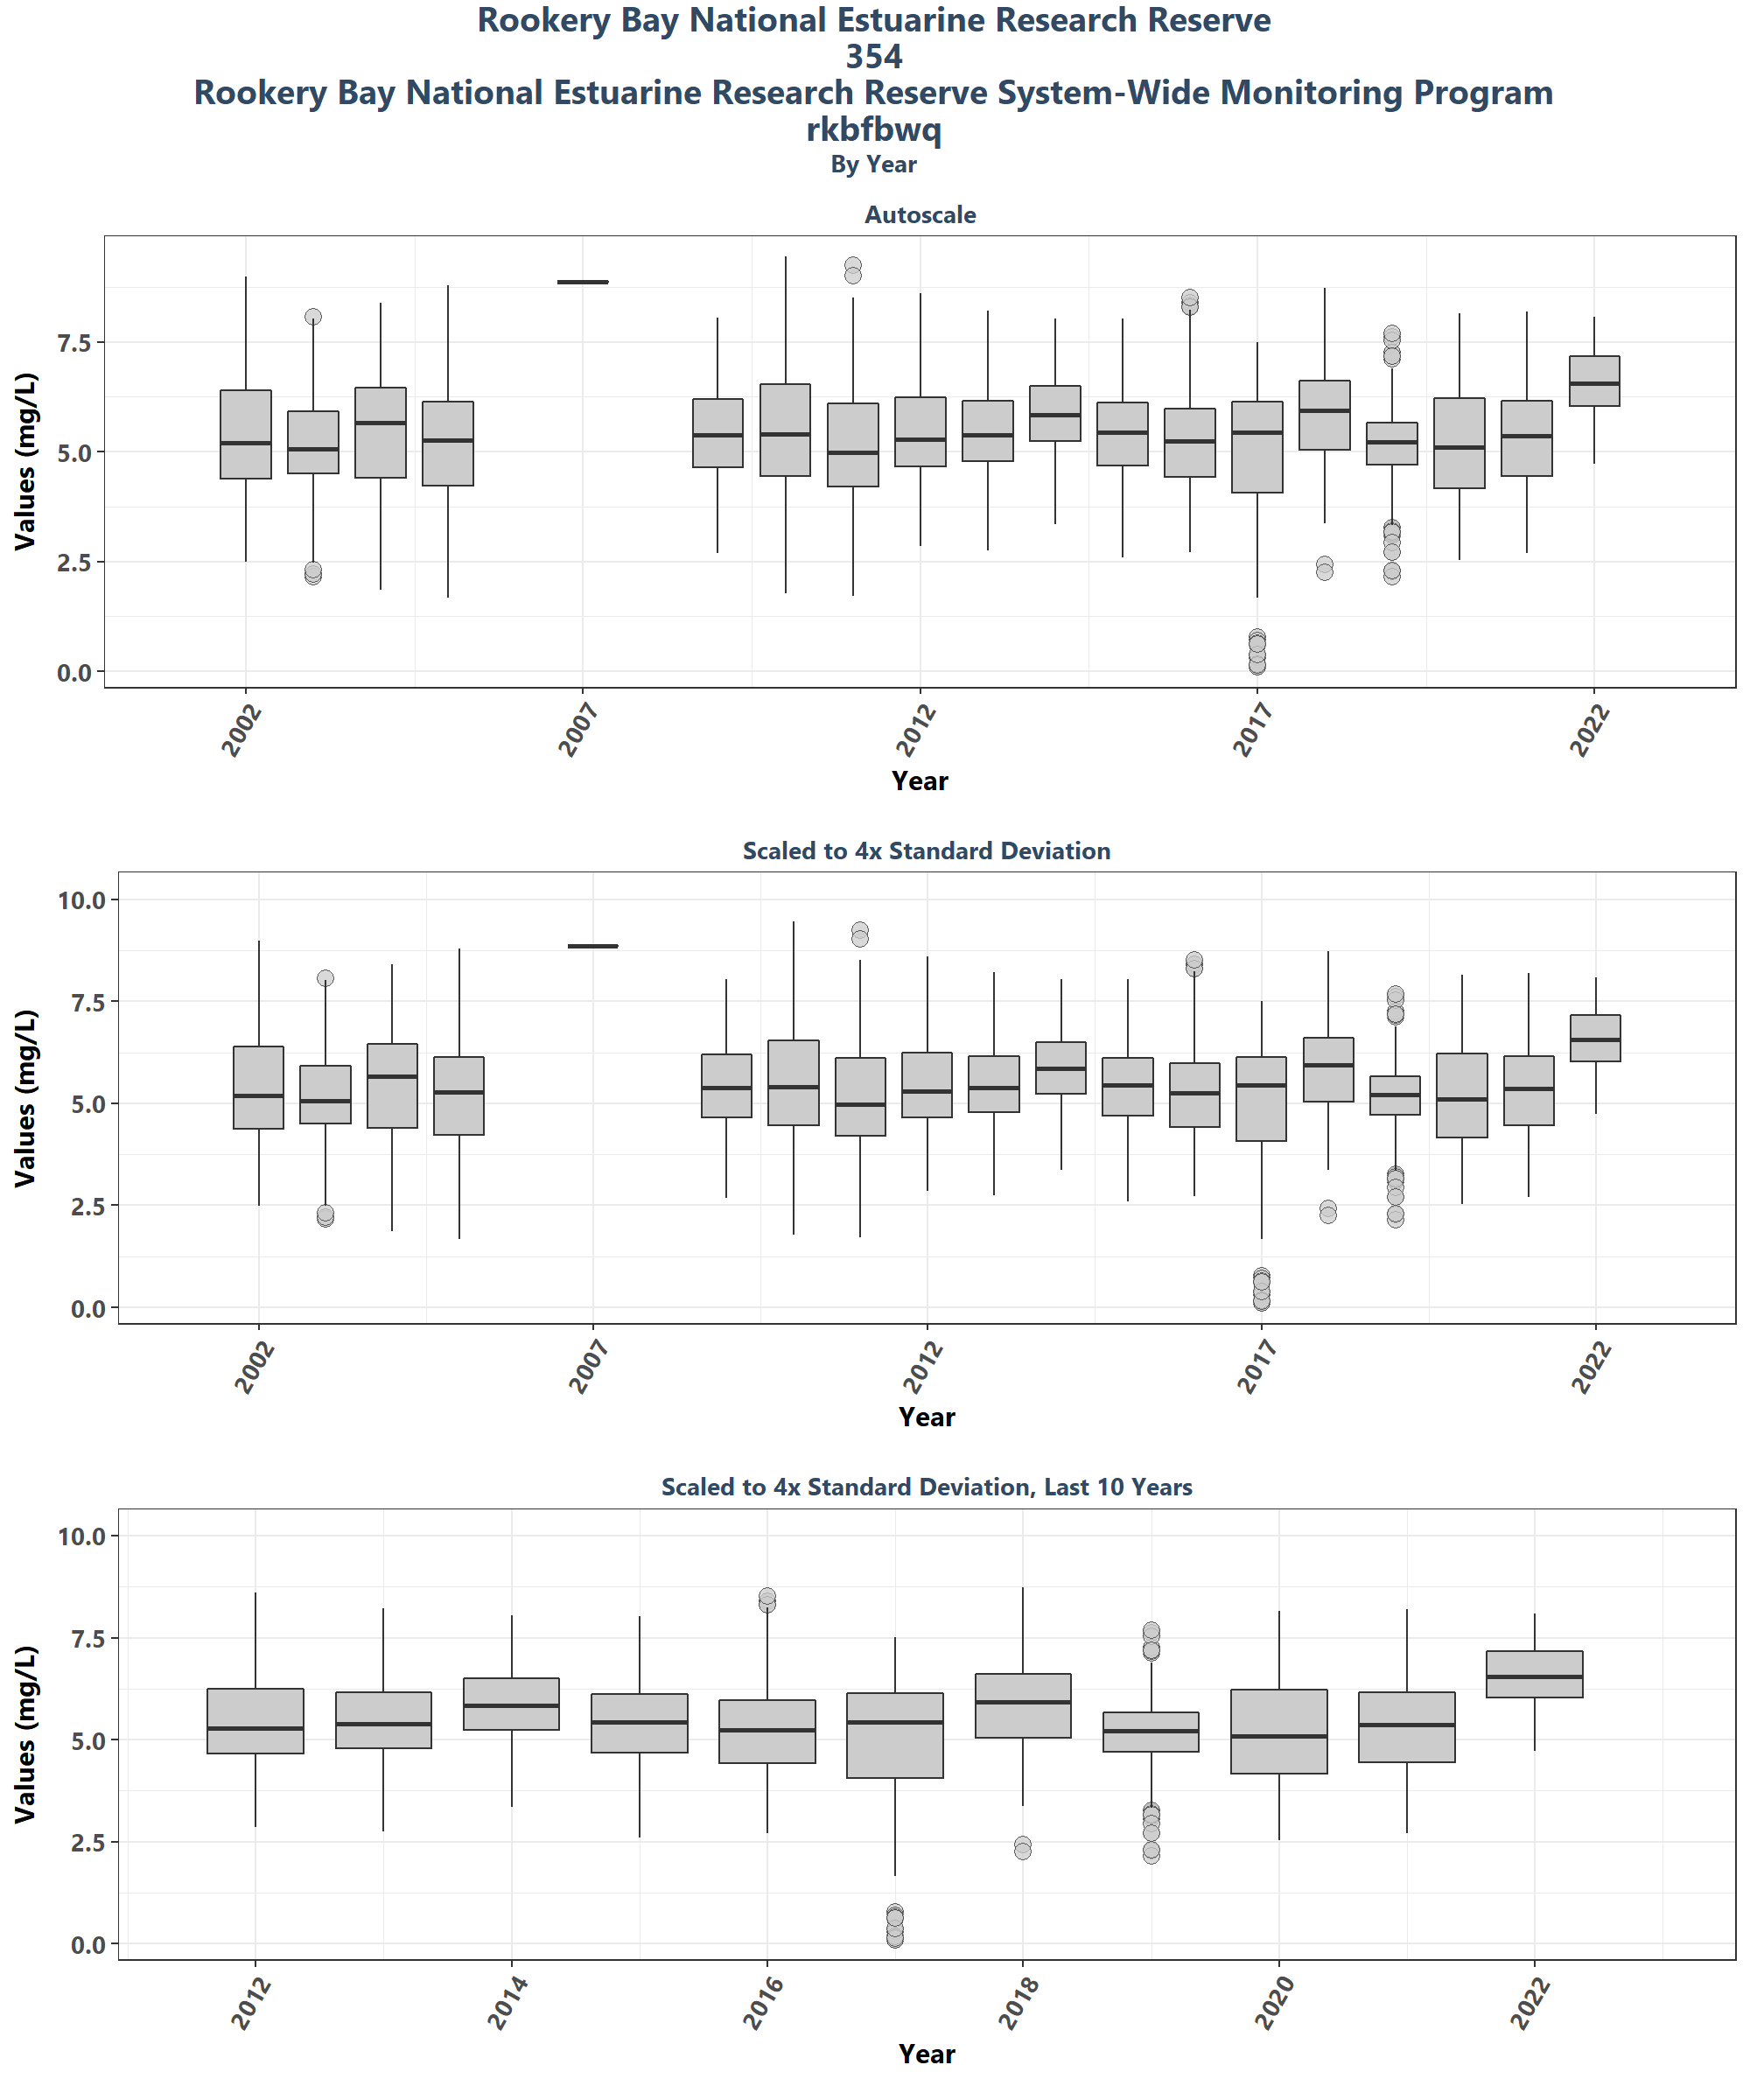 Rookery Bay National Estuarine Research Reserve
354
Rookery Bay National Estuarine Research Reserve System-Wide Monitoring Program
rkbfbwq
By Year
Autoscale
Values (mg/L)
7.5
5.0
2.5
0.0
2002
2007
2012
2017
2022
Year
Scaled to 4x Standard Deviation
Values (mg/L)
10.0
7.5
5.0
2.5
0.0
2002
2007
2012
2017
2022
Year
Scaled to 4x Standard Deviation, Last 10 Years
Values (mg/L)
10.0
7.5
5.0
2.5
0.0
2012
2014
2016
2018
2020
2022
Year